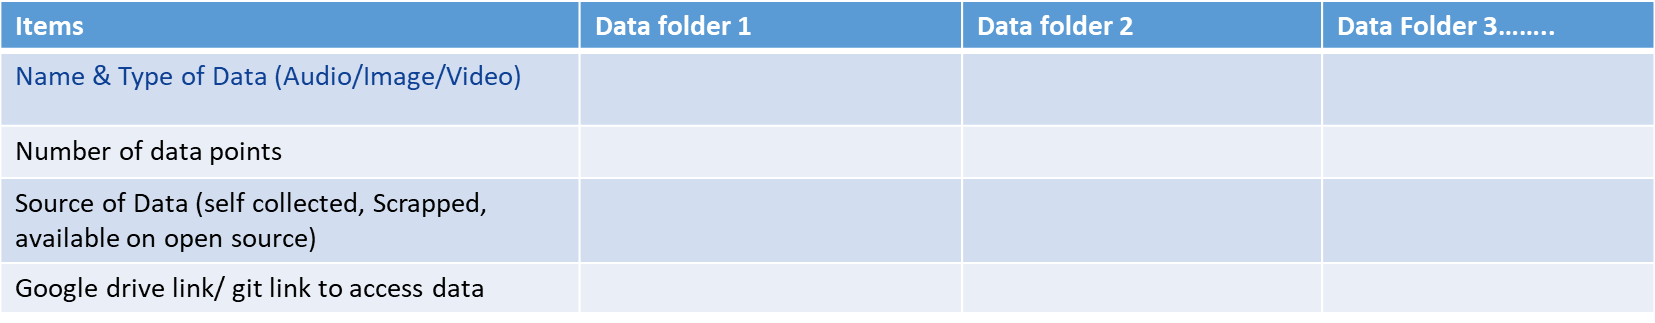 Items Data folder 1 Data folder 2 Data Folder 3……..
Name & Type of Data (Audio/Image/Video)
Number of data points
Source of Data (self collected, Scrapped,
available on open source)
Google drive link/ git link to access data